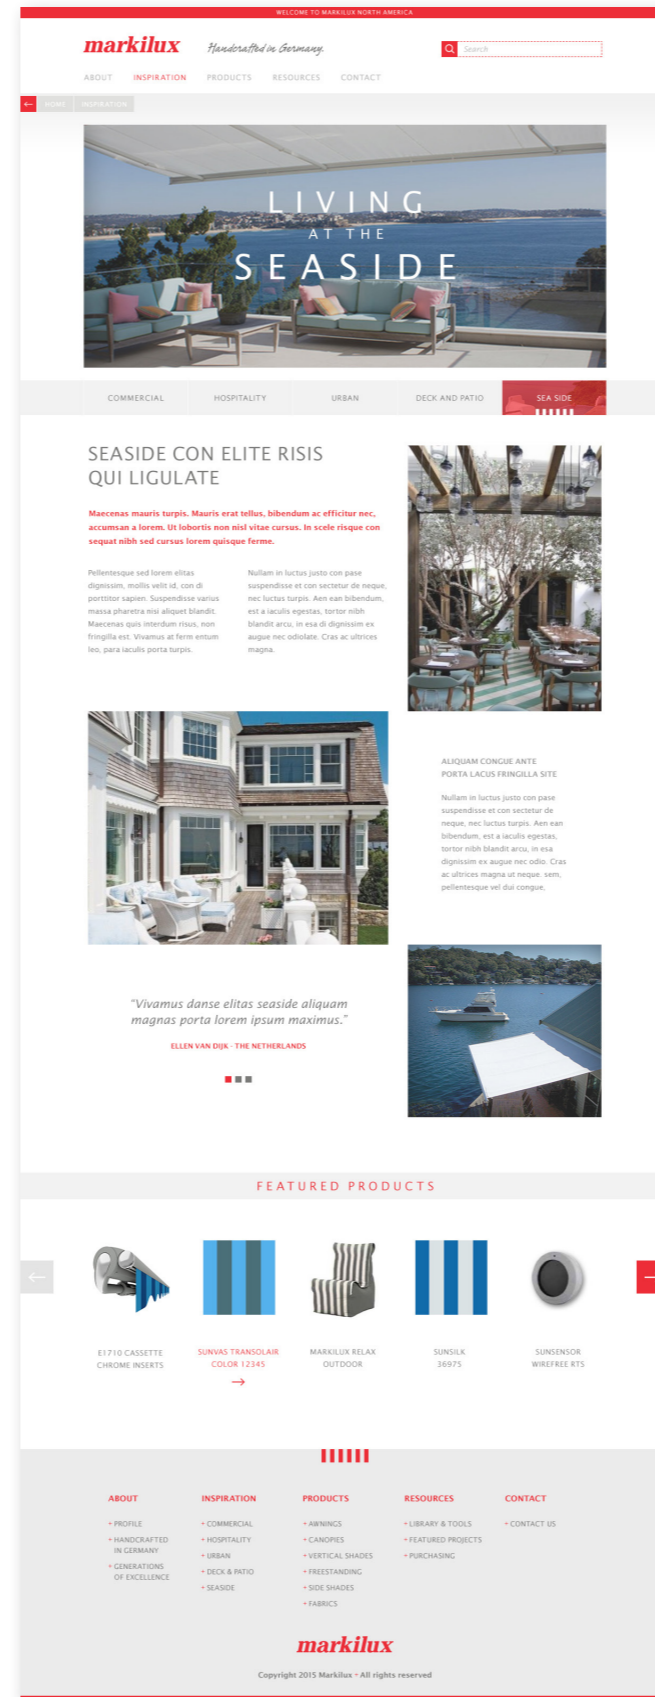 WELCOME TO MARKILUX NORTH AMERICA
markilux
Handcrafted in Germany.
Search
ABOUT INSPIRATION PRODUCTS RESOURCES CONTACT
← HOME INSPIRATION
LIVING
AT THE
SEASIDE
COMMERCIAL HOSPITALITY URBAN DECK AND PATIO SEA SIDE
SEASIDE CON ELITE RISIS
QUI LIGULATE
Maecenas mauris turpis. Mauris erat tellus, bibendum ac efficitur nec,
accumsan a lorem. Ut lobortis non nisl vitae cursus. In scele risque con
sequat nibh sed cursus lorem quisque ferme.
Pellentesque sed lorem elitas
dignissim, mollis velit id, con di
porttitor sapien. Suspendisse varius
massa pharetra nisi aliquet blandit.
Maecenas quis interdum risus, non
fringilla est. Vivamus at ferm entum
leo, para iaculis porta turpis.
Nullam in luctus justo con pase
suspendisse et con sectetur de neque,
nec luctus turpis. Aen ean bibendum,
est a iaculis egestas, tortor nibh
blandit arcu, in esa di dignissim ex
augue nec odiolate. Cras ac ultrices
magna.
ALIQUAM CONGUE ANTE
PORTA LACUS FRINGILLA SITE
Nullam in luctus justo con pase
suspendisse et con sectetur de
neque, nec luctus turpis. Aen ean
bibendum, est a iaculis egestas,
tortor nibh blandit arcu, in esa
dignissim ex augue nec odio. Cras
ac ultrices magna ut neque. sem,
pellentesque vel dui congue,
"Vivamus danse elitas seaside aliquam
magnas porta lorem ipsum maximus."
ELLEN VAN DIJK - THE NETHERLANDS
FEATURED PRODUCTS
E1710 CASSETTE
CHROME INSERTS
SUNVAS TRANSOLAIR
COLOR 12345
→
MARKILUX RELAX
OUTDOOR
SUNSILK
36975
SUNSENSOR
WIREFREE RTS
ABOUT
+ PROFILE
+ HANDCRAFTED
IN GERMANY
+ GENERATIONS
OF EXCELLENCE
INSPIRATION
+ COMMERCIAL
+ HOSPITALITY
+ URBAN
+ DECK & PATIO
+ SEASIDE
PRODUCTS
+ AWNINGS
+ CANOPIES
+ VERTICAL SHADES
+ FREESTANDING
+ SIDE SHADES
+ FABRICS
RESOURCES
+ LIBRARY & TOOLS
+ FEATURED PROJECTS
+ PURCHASING
CONTACT
+ CONTACT US
markilux
Copyright 2015 Markilux + All rights reserved